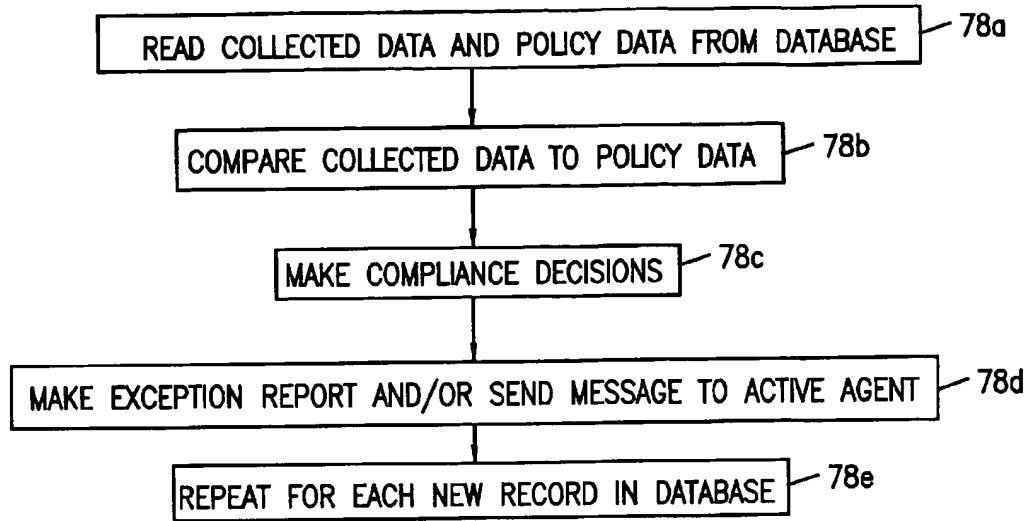 READ COLLECTED DATA AND POLICY DATA FROM DATABASE 78a
COMPARE COLLECTED DATA TO POLICY DATA 78b
MAKE COMPLIANCE DECISIONS 78c
MAKE EXCEPTION REPORT AND/OR SEND MESSAGE TO ACTIVE AGENT 78d
REPEAT FOR EACH NEW RECORD IN DATABASE 78e